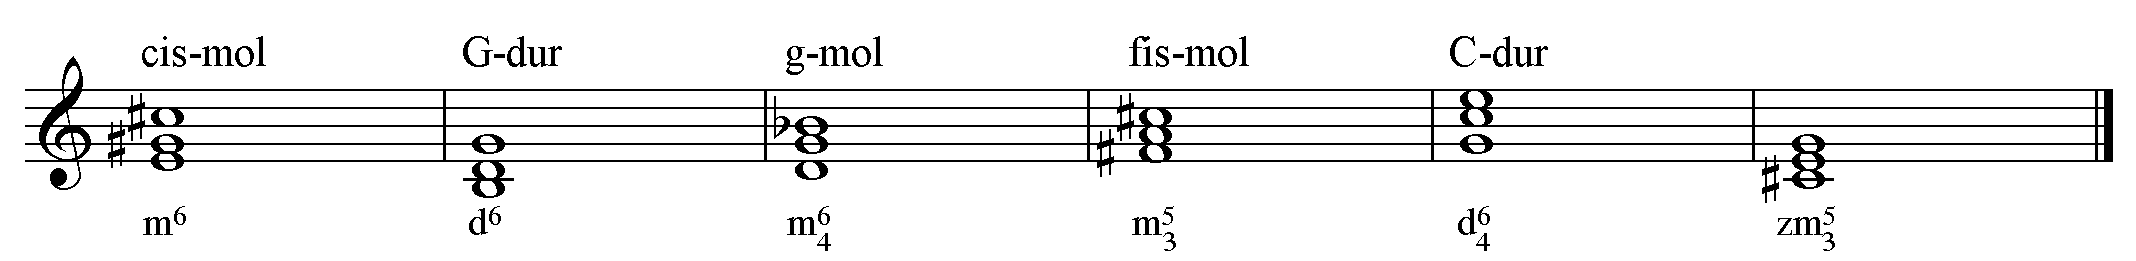 cis-mol G-dur g-mol fis-mol C-dur
m6 d6 m6 4 m5 3 d6 4 zm5 3